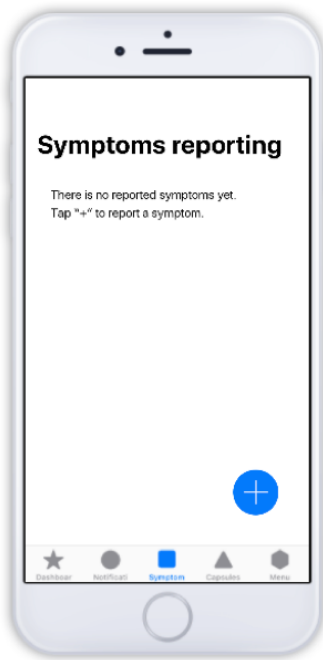 Symptoms reporting
There is no reported symptoms yet.
Tap "+" to report a symptom.
Dashboar
Notificati
Symptom
Capsules
Menu